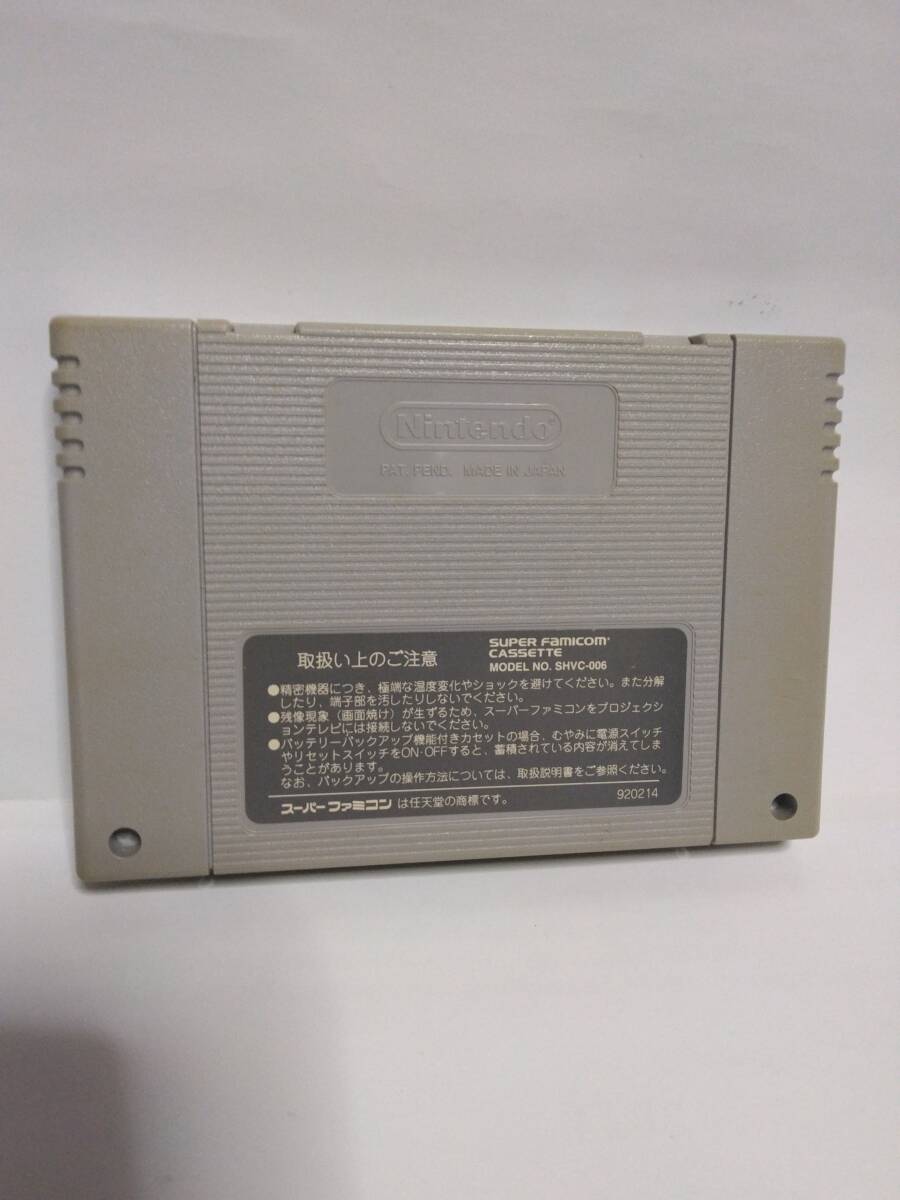 Nintendo
PAT. PEND. MADE IN JAPAN
取扱い上のご注意
SUPER FAMICOM
CASSETTE
MODEL NO. SHVC-006
●精密機器につき、極端な温度変化やショックを避けてください。また分解
したり、端子部を汚したりしないでください。
●残像現象（画面焼け）が生ずるため、スーパーファミコンをプロジェクシ
ョンテレビには接続しないでください。
●バッテリーバックアップ機能付きカセットの場合、むやみに電源スイッチ
やリセットスイッチをON·OFFすると、蓄積されている内容が消えてしま
うことがあります。
なお、バックアップの操作方法については、取扱説明書をご参照ください。
スーパーファミコン は任天堂の商標です。
920214